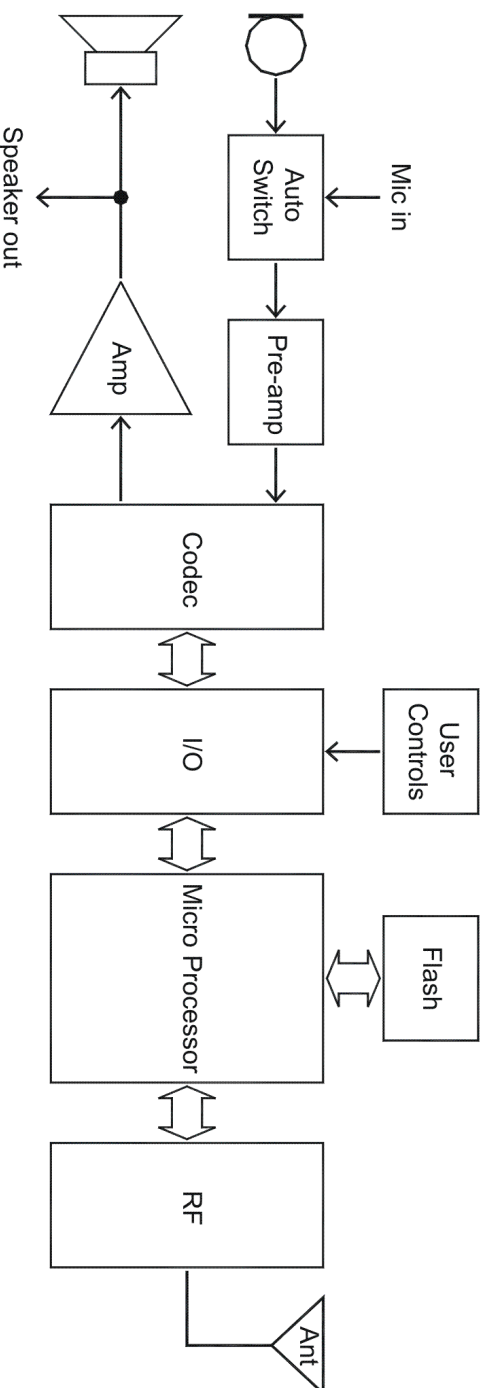 Mic in
Auto
Switch
Pre-amp
User
Controls
Flash
Codec
I/O
Micro Processor
RF
Ant
Amp
Speaker out